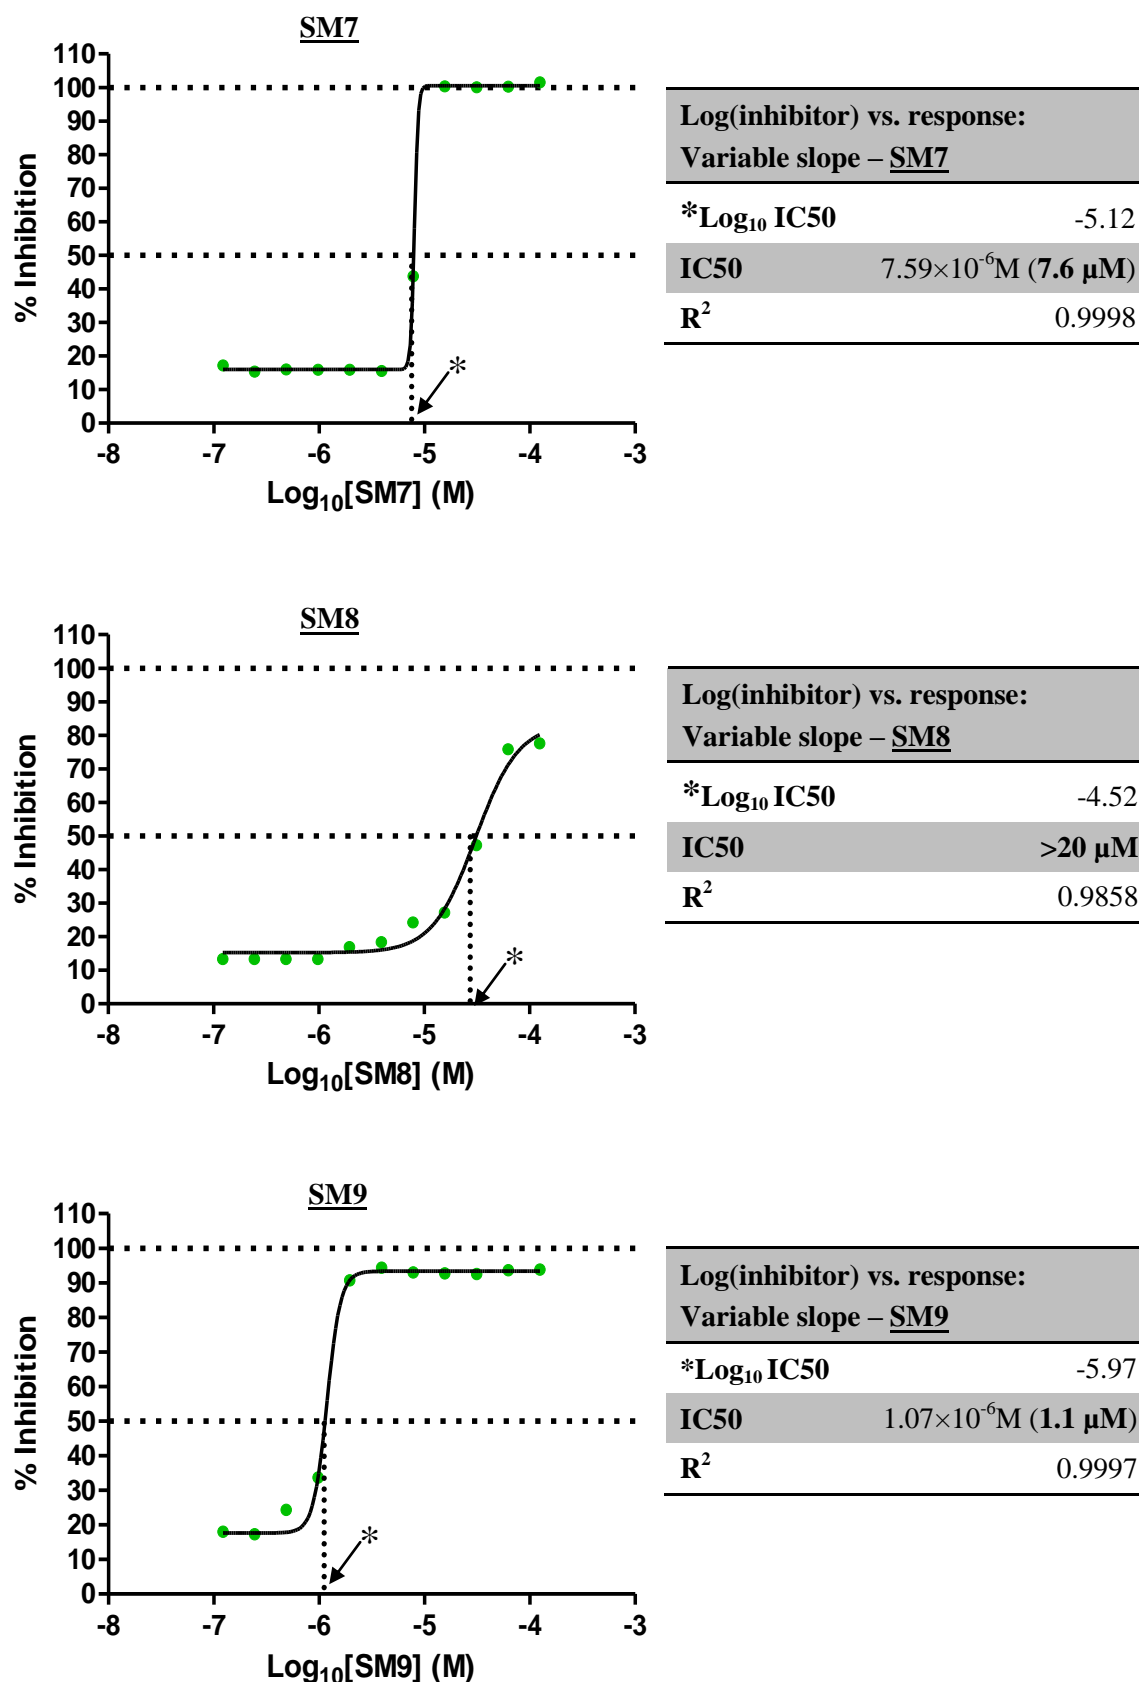 SM7
110
100
90
80
70
60
50
40
30
20
10
0
% Inhibition
*
-8 -7 -6 -5 -4 -3
Log10[SM7] (M)
Log(inhibitor) vs. response:
Variable slope – SM7
*Log10 IC50 -5.12
IC50 7.59×10-6M (7.6 µM)
R2 0.9998
SM8
110
100
90
80
70
60
50
40
30
20
10
0
% Inhibition
*
-8 -7 -6 -5 -4 -3
Log10[SM8] (M)
Log(inhibitor) vs. response:
Variable slope – SM8
*Log10 IC50 -4.52
IC50 >20 µM
R2 0.9858
SM9
110
100
90
80
70
60
50
40
30
20
10
0
% Inhibition
*
-8 -7 -6 -5 -4 -3
Log10[SM9] (M)
Log(inhibitor) vs. response:
Variable slope – SM9
*Log10 IC50 -5.97
IC50 1.07×10-6M (1.1 µM)
R2 0.9997